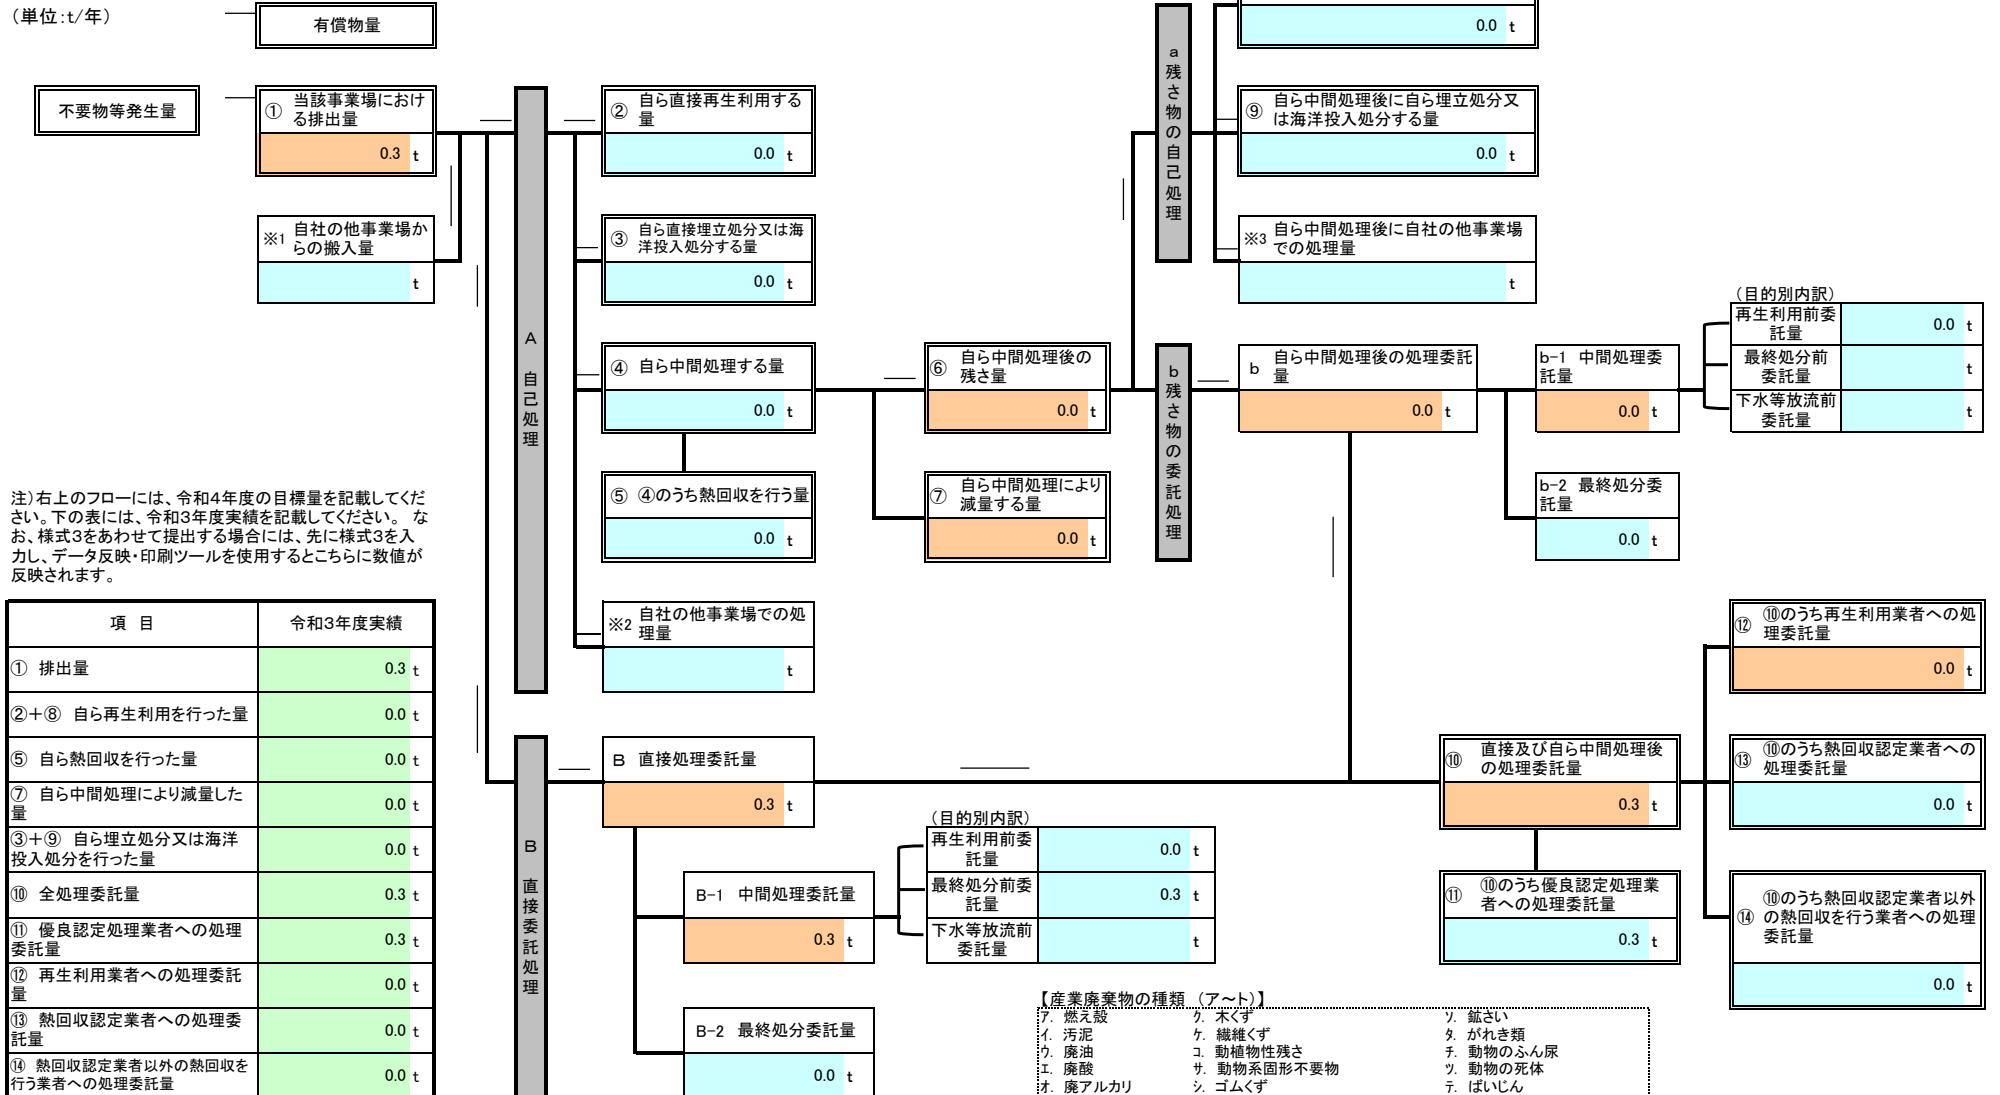 （単位：t/年）
有償物量
不要物等発生量
① 当該事業場におけ
る排出量
0.3 t
※1 自社の他事業場か
らの搬入量
t
A 自己処理
② 自ら直接再生利用する
量
0.0 t
③ 自ら直接埋立処分又は海
洋投入処分する量
0.0 t
④ 自ら中間処理する量
0.0 t
⑤ ④のうち熱回収を行う量
0.0 t
※2 自社の他事業場での処
理量
t
⑥ 自ら中間処理後の
残さ量
0.0 t
⑦ 自ら中間処理により
減量する量
0.0 t
a 残さ物の自己処理
0.0 t
⑨ 自ら中間処理後に自ら埋立処分又
は海洋投入処分する量
0.0 t
※3 自ら中間処理後に自社の他事業場
での処理量
t
b 残さ物の委託処理
b 自ら中間処理後の処理委託
量
0.0 t
b-1 中間処理委
託量
0.0 t
b-2 最終処分委
託量
0.0 t
（目的別内訳）
再生利用前委
託量
0.0 t
最終処分前
委託量
t
下水等放流前
委託量
t
注）右上のフローには、令和４年度の目標量を記載してくだ
さい。下の表には、令和３年度実績を記載してください。 な
お、様式３をあわせて提出する場合には、先に様式３を入
力し、データ反映・印刷ツールを使用するとこちらに数値が
反映されます。
項 目 令和３年度実績
① 排出量 0.3 t
②＋⑧ 自ら再生利用を行った量 0.0 t
⑤ 自ら熱回収を行った量 0.0 t
⑦ 自ら中間処理により減量した
量 0.0 t
③＋⑨ 自ら埋立処分又は海洋
投入処分を行った量 0.0 t
⑩ 全処理委託量 0.3 t
⑪ 優良認定処理業者への処理
委託量 0.3 t
⑫ 再生利用業者への処理委託
量 0.0 t
⑬ 熱回収認定業者への処理委
託量 0.0 t
⑭ 熱回収認定業者以外の熱回収を
行う業者への処理委託量 0.0 t
B 直接委託処理
B 直接処理委託量
0.3 t
B-1 中間処理委託量
0.3 t
B-2 最終処分委託量
0.0 t
（目的別内訳）
再生利用前委
託量
0.0 t
最終処分前委
託量
0.3 t
下水等放流前
委託量
t
⑩ 直接及び自ら中間処理後
の処理委託量
0.3 t
⑪ ⑩のうち優良認定処理業
者への処理委託量
0.3 t
⑫ ⑩のうち再生利用業者への処
理委託量
0.0 t
⑬ ⑩のうち熱回収認定業者への
処理委託量
0.0 t
⑭ ⑩のうち熱回収認定業者以外
の熱回収を行う業者への処理
委託量
0.0 t
【産業廃棄物の種類 （ア～ト）】
ア. 燃え殻 ク. 木くず ソ. 鉱さい
イ. 汚泥 ケ. 繊維くず タ. がれき類
ウ. 廃油 コ. 動植物性残さ チ. 動物のふん尿
エ. 廃酸 サ. 動物系固形不要物 ツ. 動物の死体
オ. 廃アルカリ シ. ゴムくず テ. ばいじん